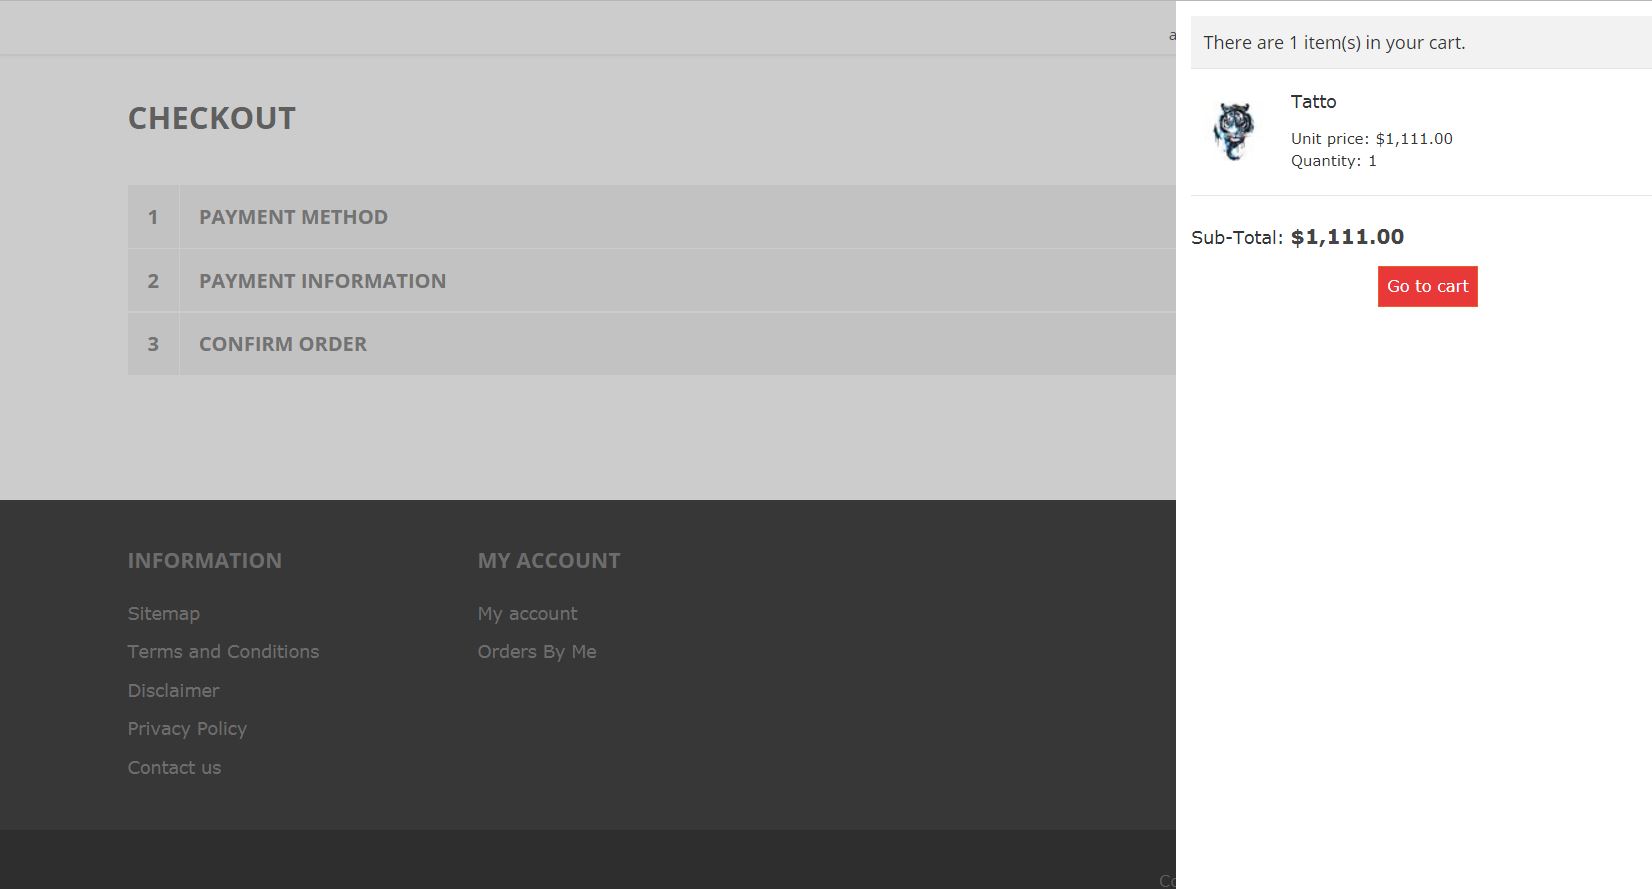 There are 1 item(s) in your cart.
Tatto
Unit price: $1,111.00
Quantity: 1
Sub-Total: $1,111.00
Go to cart
CHECKOUT
1 PAYMENT METHOD
2 PAYMENT INFORMATION
3 CONFIRM ORDER
INFORMATION
Sitemap
Terms and Conditions
Disclaimer
Privacy Policy
Contact us
MY ACCOUNT
My account
Orders By Me